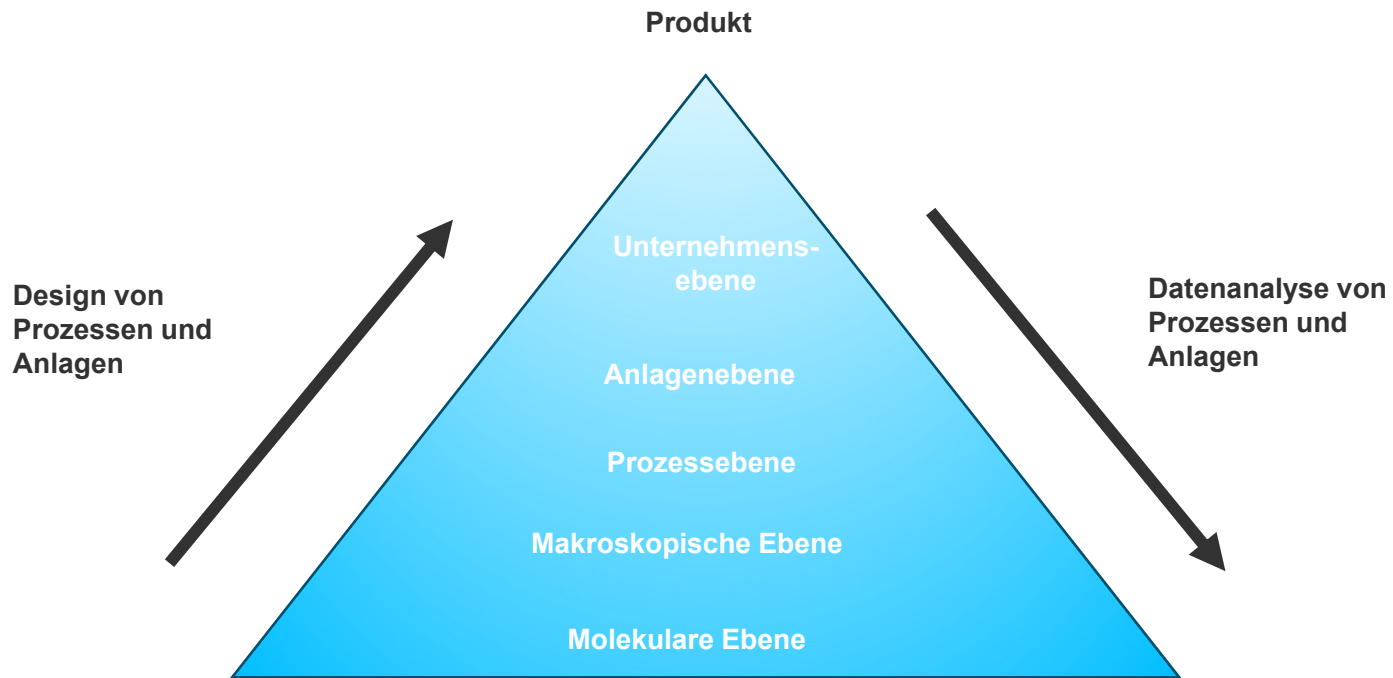 Produkt
Unternehmens-
ebene
Design von
Prozessen und
Anlagen
Datenanalyse von
Prozessen und
Anlagen
Anlagenebene
Prozessebene
Makroskopische Ebene
Molekulare Ebene